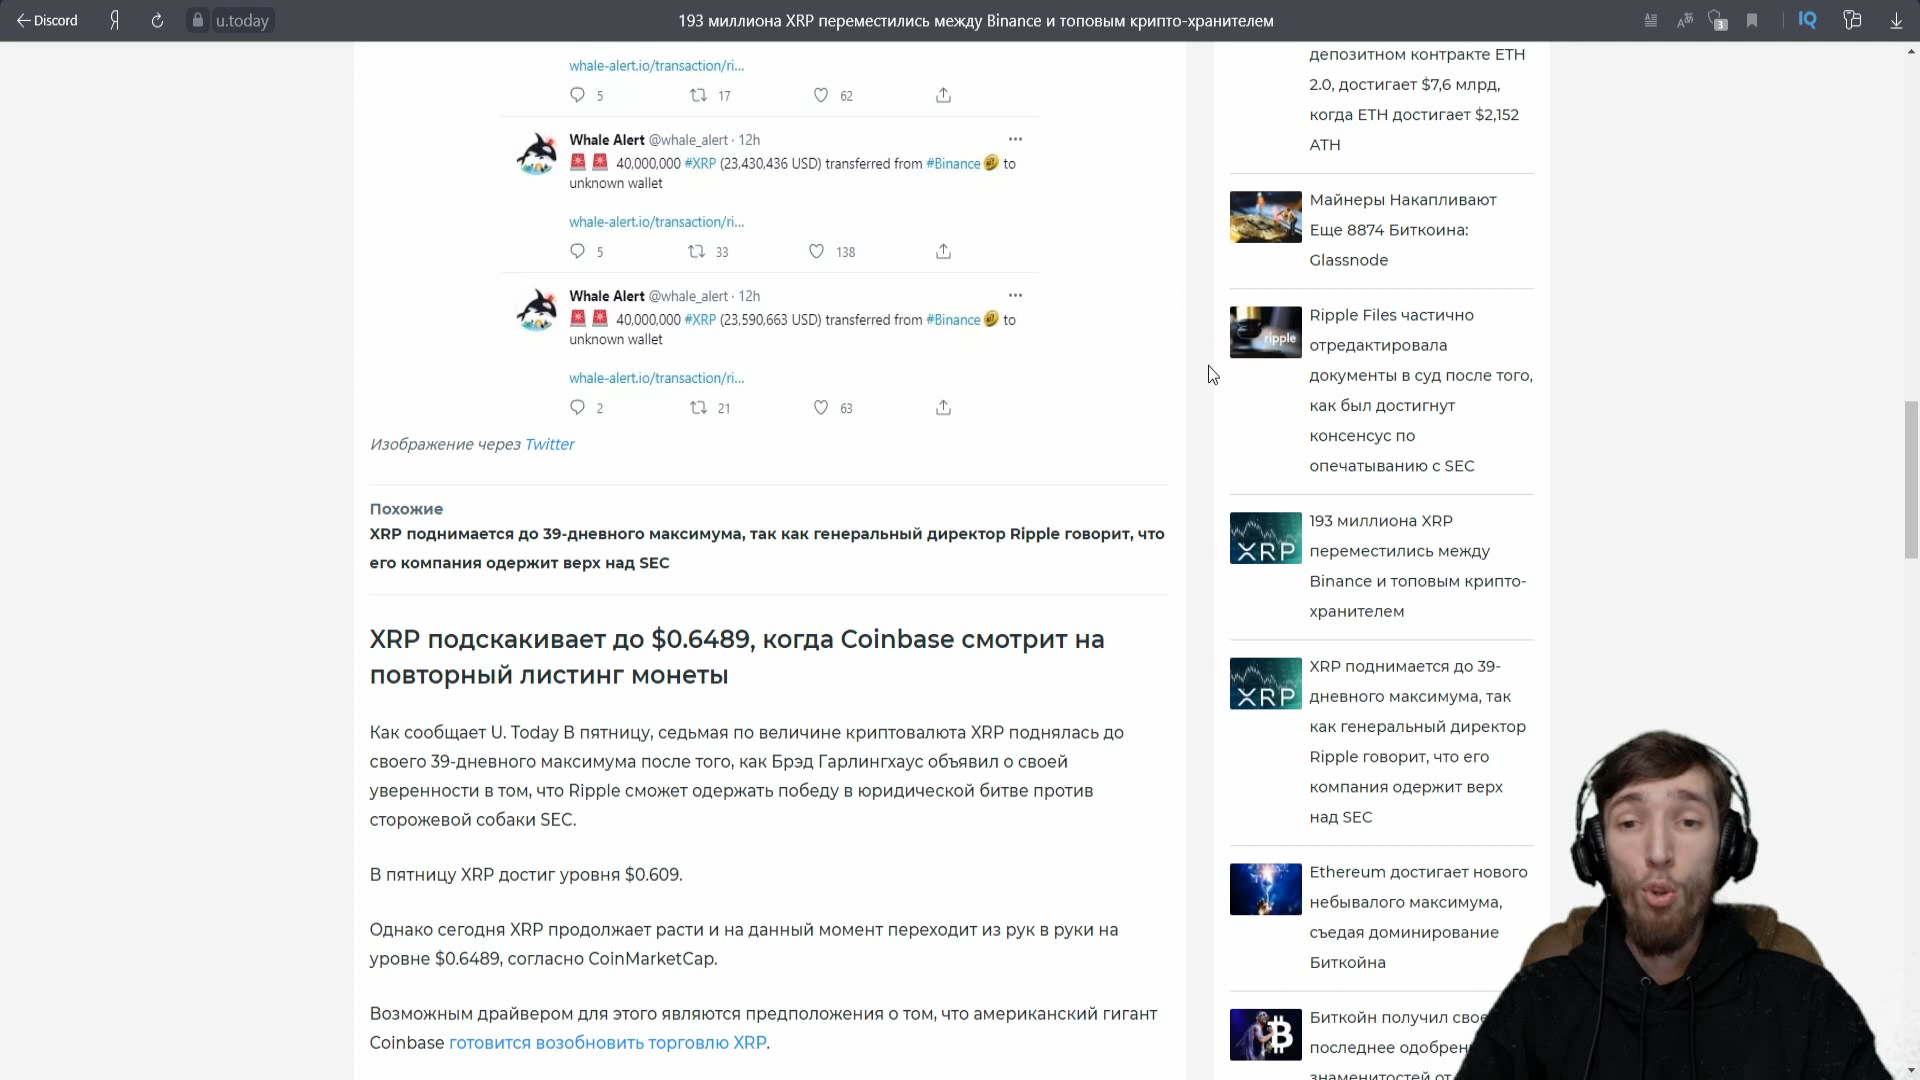 Discord
Я
u.today
193 миллиона XRP переместились между Binance и топовым крипто-хранителем
3
IQ
whale-alert.io/transaction/ri...
5 17 62
Whale Alert @whale_alert · 12h
40,000,000 #XRP (23,430,436 USD) transferred from #Binance to
unknown wallet
whale-alert.io/transaction/ri...
5 33 138
Whale Alert @whale_alert · 12h
40,000,000 #XRP (23,590,663 USD) transferred from #Binance to
unknown wallet
whale-alert.io/transaction/ri...
2 21 63
Изображение через Twitter
Похожие
XRP поднимается до 39-дневного максимума, так как генеральный директор Ripple говорит, что
его компания одержит верх над SEC
XRP подскакивает до $0.6489, когда Coinbase смотрит на
повторный листинг монеты
Как сообщает U. Today В пятницу, седьмая по величине криптовалюта XRP поднялась до
своего 39-дневного максимума после того, как Брэд Гарлингхаус объявил о своей
уверенности в том, что Ripple сможет одержать победу в юридической битве против
сторожевой собаки SEC.
В пятницу XRP достиг уровня $0.609.
Однако сегодня XRP продолжает расти и на данный момент переходит из рук в руки на
уровне $0.6489, согласно CoinMarketCap.
Возможным драйвером для этого являются предположения о том, что американский гигант
Coinbase готовится возобновить торговлю XRP.
депозитном контракте ETH
2.0, достигает $7,6 млрд,
когда ETH достигает $2,152
ATH
Майнеры Накапливают
Еще 8874 Биткоина:
Glassnode
ripple
Ripple Files частично
отредактировала
документы в суд после того,
как был достигнут
консенсус по
опечатыванию с SEC
XRP
193 миллиона XRP
переместились между
Binance и топовым крипто-
хранителем
XRP
XRP поднимается до 39-
дневного максимума, так
как генеральный директор
Ripple говорит, что его
компания одержит верх
над SEC
Ethereum достигает нового
небывалого максимума,
съедая доминирование
Биткойна
Биткойн получил свое
последнее одобрен
знаменитостей от